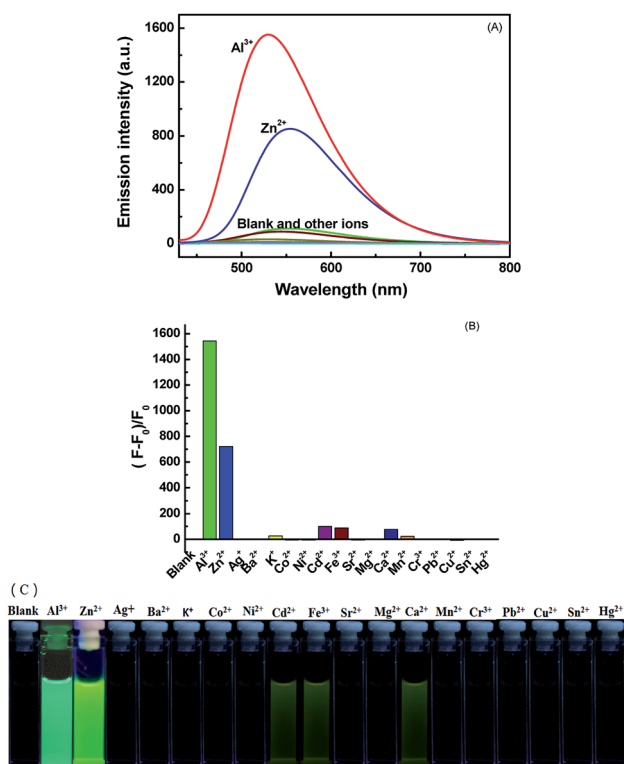 (A)
1600
1200
800
400
0
Al³⁺
Zn²⁺
Blank and other ions
Emission intensity (a.u.)
500 600 700 800
Wavelength (nm)
(B)
1600
1400
1200
1000
800
600
400
200
0
( F-F₀)/F₀
Blank Al³⁺ Zn²⁺ Ag⁺ Ba²⁺ K⁺ Co²⁺ Ni²⁺ Cd²⁺ Fe³⁺ Sr²⁺ Mg²⁺ Ca²⁺ Mn²⁺ Cr³⁺ Pb²⁺ Cu²⁺ Sn²⁺ Hg²⁺
(C)
Blank Al³⁺ Zn²⁺ Ag+ Ba²⁺ K⁺ Co²⁺ Ni²⁺ Cd²⁺ Fe³⁺ Sr²⁺ Mg²⁺ Ca²⁺ Mn²⁺ Cr³⁺ Pb²⁺ Cu²⁺ Sn²⁺ Hg²⁺